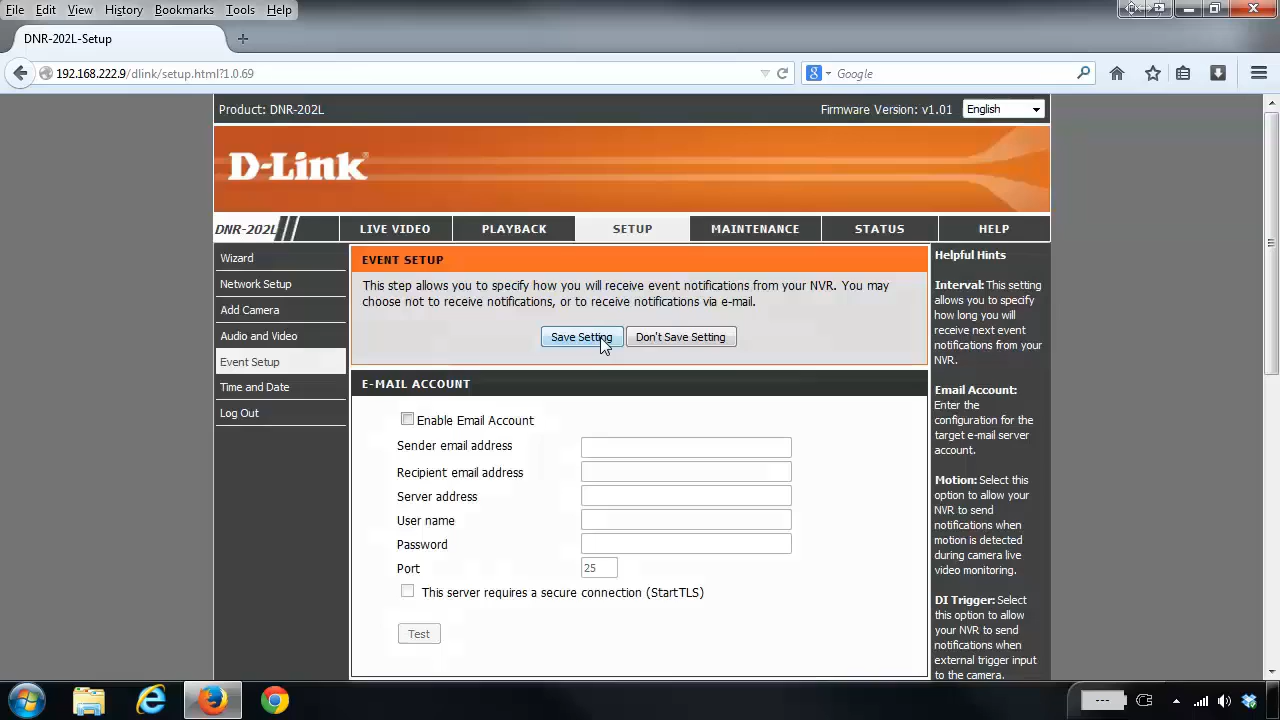 File Edit View History Bookmarks Tools Help
DNR-202L-Setup
192.168.222.9/dlink/setup.html?1.0.69
Google
Product: DNR-202L
Firmware Version: v1.01
English
D-Link
DNR-202L
LIVE VIDEO
PLAYBACK
SETUP
MAINTENANCE
STATUS
HELP
Wizard
Network Setup
Add Camera
Audio and Video
Event Setup
Time and Date
Log Out
EVENT SETUP
This step allows you to specify how you will receive event notifications from your NVR. You may
choose not to receive notifications, or to receive notifications via e-mail.
Save Setting
Don't Save Setting
E-MAIL ACCOUNT
Enable Email Account
Sender email address
Recipient email address
Server address
User name
Password
Port
25
This server requires a secure connection (StartTLS)
Test
Helpful Hints
Interval: This setting
allows you to specify
how long you will
receive next event
notifications from your
NVR.
Email Account:
Enter the
configuration for the
target e-mail server
account.
Motion: Select this
option to allow your
NVR to send
notifications when
motion is detected
during camera live
video monitoring.
DI Trigger: Select
this option to allow
your NVR to send
notifications when
external trigger input
to the camera.